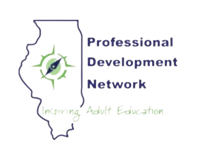 Professional
Development
Network
Inspiring Adult Education